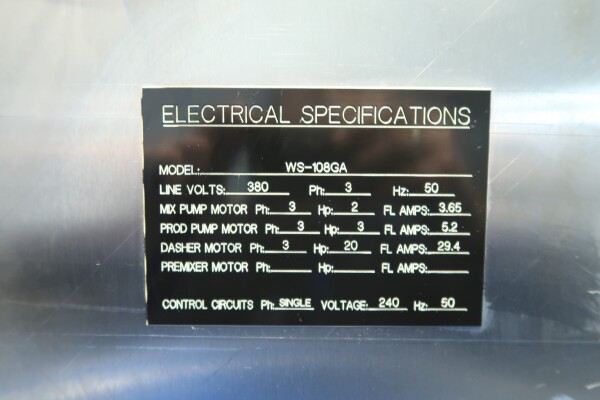 ELECTRICAL SPECIFICATIONS
MODEL: WS-108GA
LINE VOLTS: 380 Ph: 3 Hz: 50
MIX PUMP MOTOR Ph: 3 Hp: 2 FL AMPS: 3.65
PROD PUMP MOTOR Ph: 3 Hp: 3 FL AMPS: 5.2
DASHER MOTOR Ph: 3 Hp: 20 FL AMPS: 29.4
PREMIXER MOTOR Ph: Hp: FL AMPS:
CONTROL CIRCUITS Ph: SINGLE VOLTAGE: 240 Hz: 50